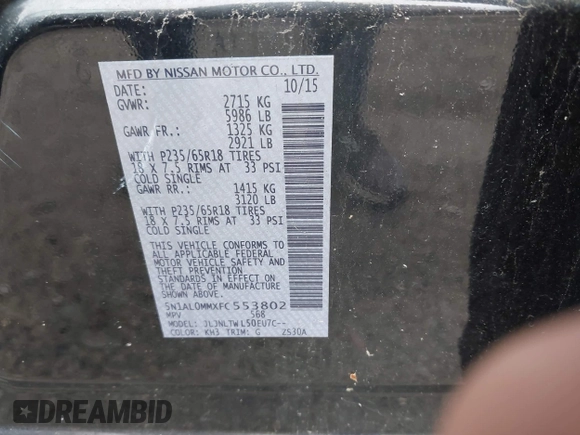 MFD BY NISSAN MOTOR CO., LTD.
DATE: 10/15
GVWR: 2715 KG
5986 LB
GAWR FR.: 1325 KG
2921 LB
WITH P235/65R18 TIRES
18 X 7.5 RIMS AT 33 PSI
COLD SINGLE
GAWR RR.: 1415 KG
3120 LB
WITH P235/65R18 TIRES
18 X 7.5 RIMS AT 33 PSI
COLD SINGLE
THIS VEHICLE CONFORMS TO
ALL APPLICABLE FEDERAL
MOTOR VEHICLE SAFETY AND
THEFT PREVENTION
STANDARDS IN EFFECT ON
THE DATE OF MANUFACTURE
SHOWN ABOVE.
5N1AL0MMXFC553802
MPV 568
MODEL: JLJNLTWL50EU7C--
COLOR: KH3 TRIM: G 2530A
DREAMBID